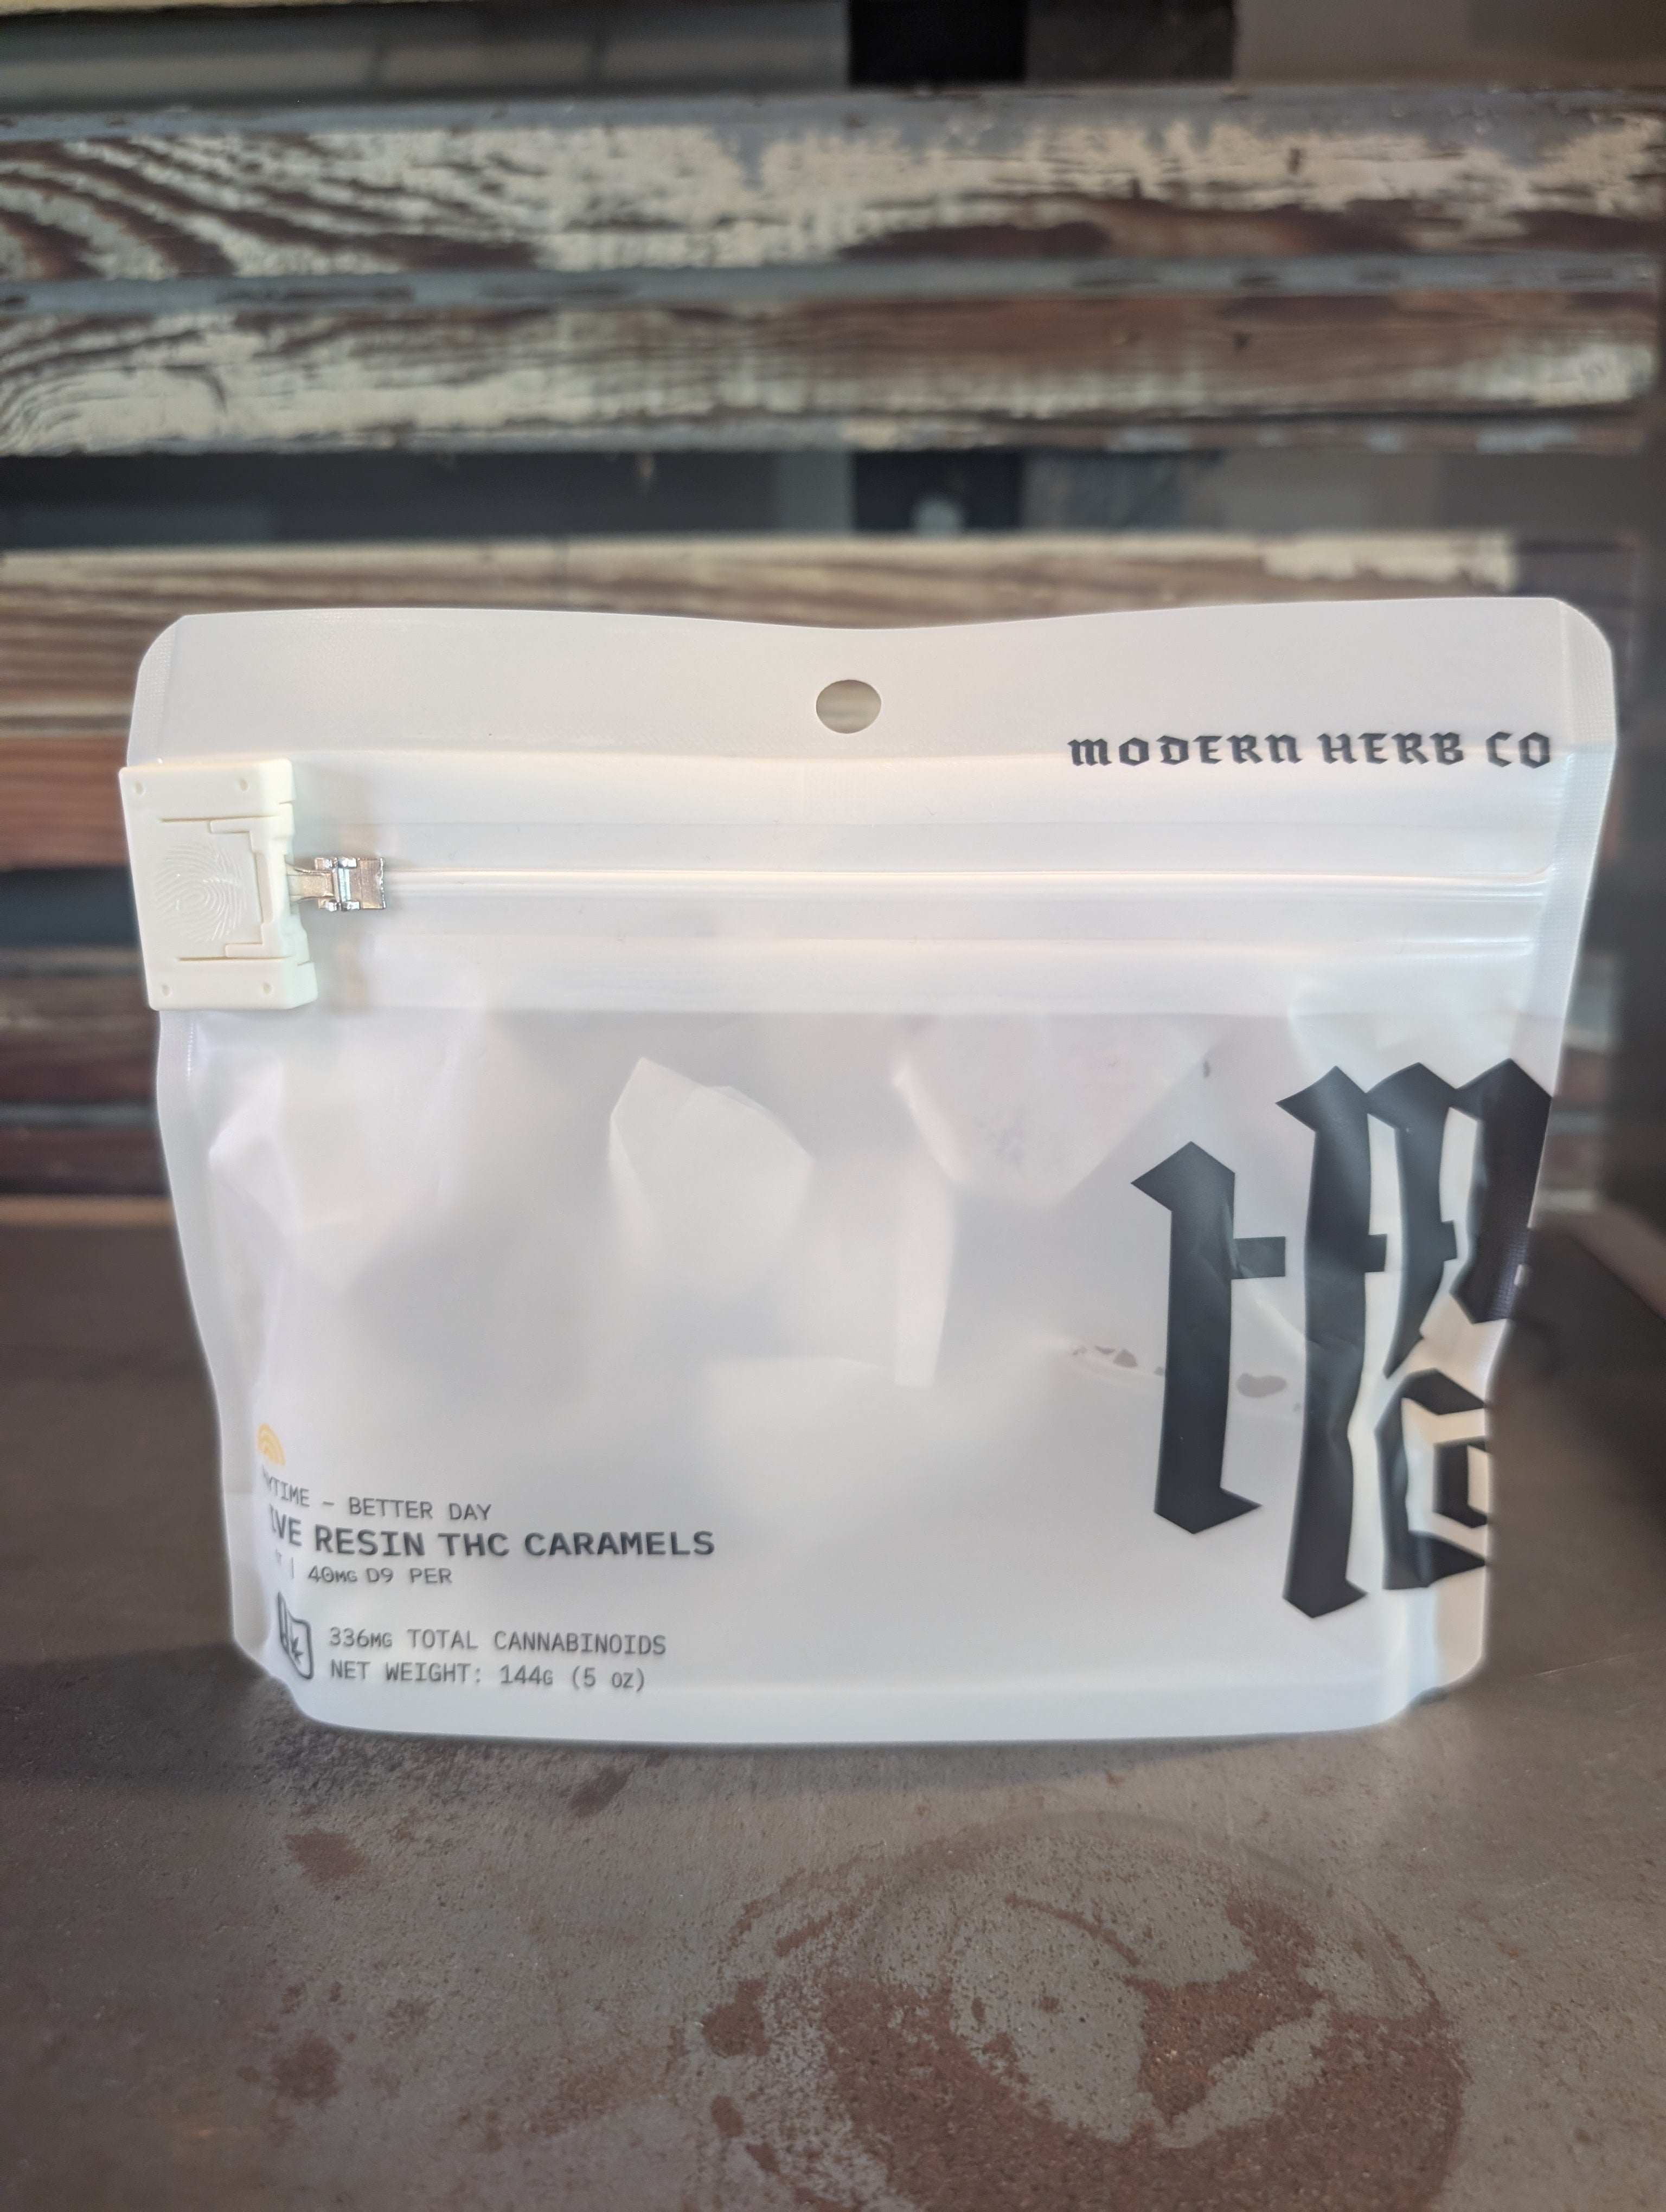 MODERN HERB CO
mhc
BETTER DAY
RESIN THC CARAMELS
40MG D9 PER
336MG TOTAL CANNABINOIDS
NET WEIGHT: 144G (5 OZ)